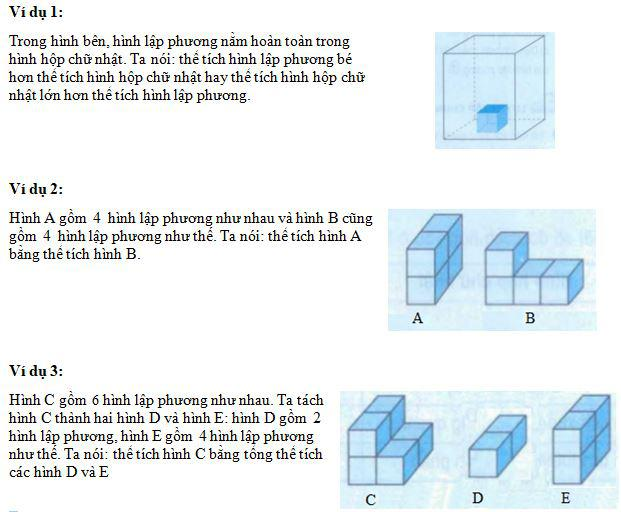 Ví dụ 1:
Trong hình bên, hình lập phương nằm hoàn toàn trong
hình hộp chữ nhật. Ta nói: thể tích hình lập phương bé
hơn thể tích hình hộp chữ nhật hay thể tích hình hộp chữ
nhật lớn hơn thể tích hình lập phương.
Ví dụ 2:
Hình A gồm 4 hình lập phương như nhau và hình B cũng
gồm 4 hình lập phương như thế. Ta nói: thể tích hình A
bằng thể tích hình B.
A
B
Ví dụ 3:
Hình C gồm 6 hình lập phương như nhau. Ta tách
hình C thành hai hình D và hình E: hình D gồm 2
hình lập phương, hình E gồm 4 hình lập phương
như thế. Ta nói: thể tích hình C bằng tổng thể tích
các hình D và E
C
D
E